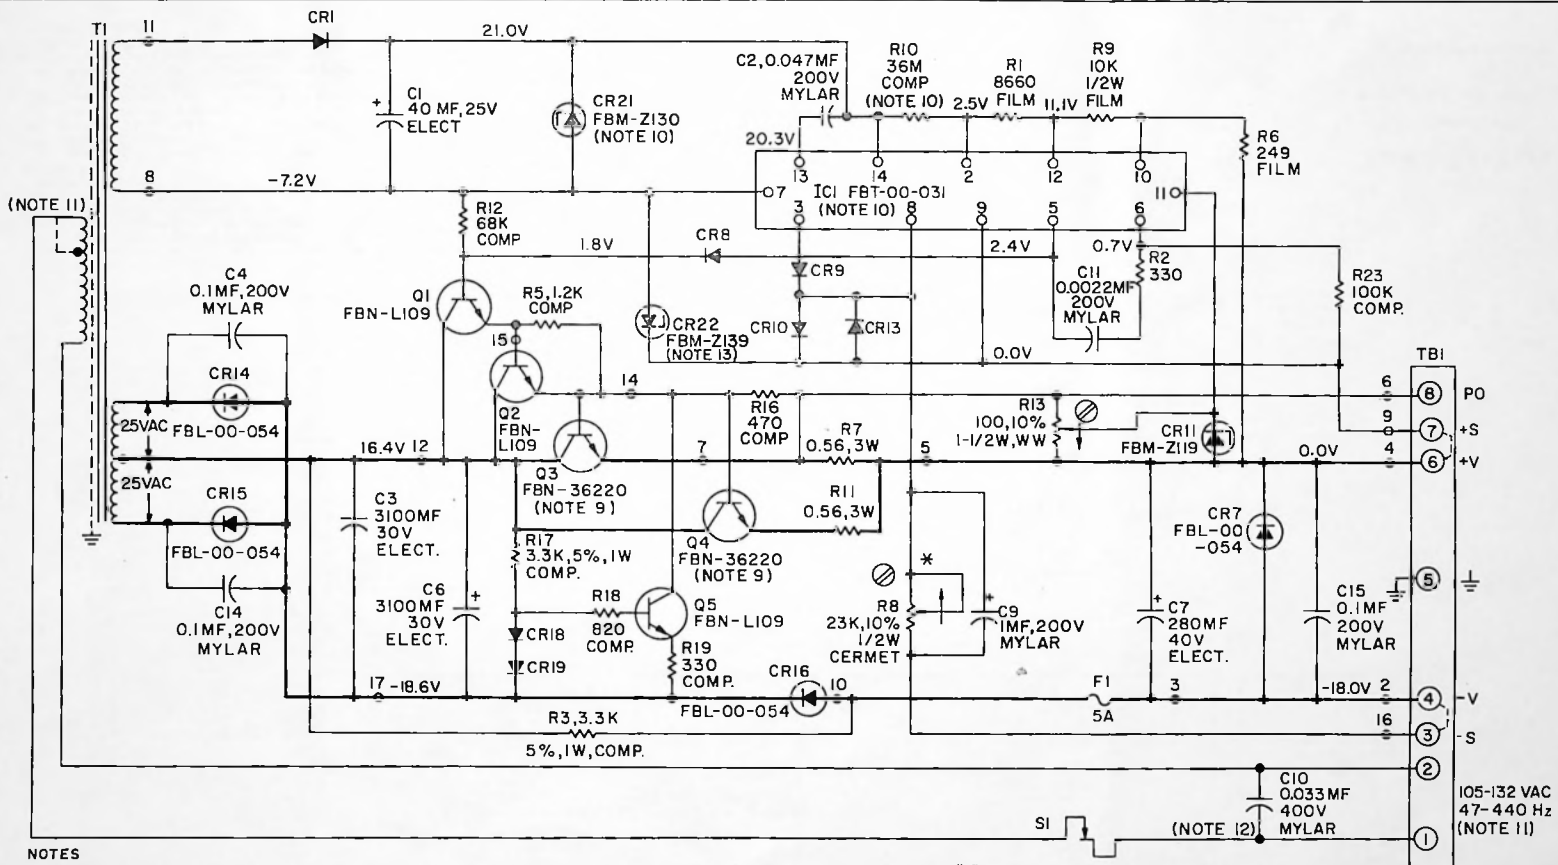 T1
11
CR1
21.0V
C1
40 MF, 25V
ELECT
CR21
FBM-Z130
(NOTE 10)
C2, 0.047MF
200V
MYLAR
R10
36M
COMP
(NOTE 10)
2.5V
R1
8660
FILM
11.1V
R9
10K
1/2W
FILM
R6
249
FILM
20.3V
13
14
2
12
10
8
-7.2V
7
IC1 FBT-00-031
(NOTE 10)
11
3
8
9
5
6
(NOTE 11)
R12
68K
COMP
1.8V
CR8
2.4V
0.7V
R2
330
CR9
C11
0.0022MF
200V
MYLAR
R23
100K
COMP.
C4
0.1MF, 200V
MYLAR
Q1
FBN-L109
R5, 1.2K
COMP
CR22
FBM-Z139
(NOTE 13)
CR10
CR13
0.0V
15
TB1
CR14
FBL-00-054
25VAC
Q2
FBN-
L109
14
R16
470
COMP
R13
100, 10%
1-1/2W, WW
CR11
FBM-Z119
6
8
PO
9
7
+S
16.4V
12
Q3
FBN-36220
(NOTE 9)
7
R7
0.56, 3W
5
0.0V
4
6
+V
25VAC
CR15
FBL-00-054
C3
3100MF
30V
ELECT.
R11
0.56, 3W
CR7
FBL-00
-054
R17
3.3K, 5%, 1W
COMP.
Q4
FBN-36220
(NOTE 9)
*
5
C14
0.1MF, 200V
MYLAR
C6
3100MF
30V
ELECT.
R18
820
COMP.
Q5
FBN-L109
R8
23K, 10%
1/2W
CERMET
C9
1MF, 200V
MYLAR
C7
280MF
40V
ELECT.
C15
0.1MF
200V
MYLAR
CR18
CR19
R19
330
COMP.
CR16
FBL-00-054
17
-18.6V
10
F1
5A
3
-18.0V
2
4
-V
R3, 3.3K
5%, 1W, COMP.
16
3
-S
2
C10
0.033MF
400V
MYLAR
105-132 VAC
47-440 Hz
(NOTE 11)
S1
(NOTE 12)
1
NOTES